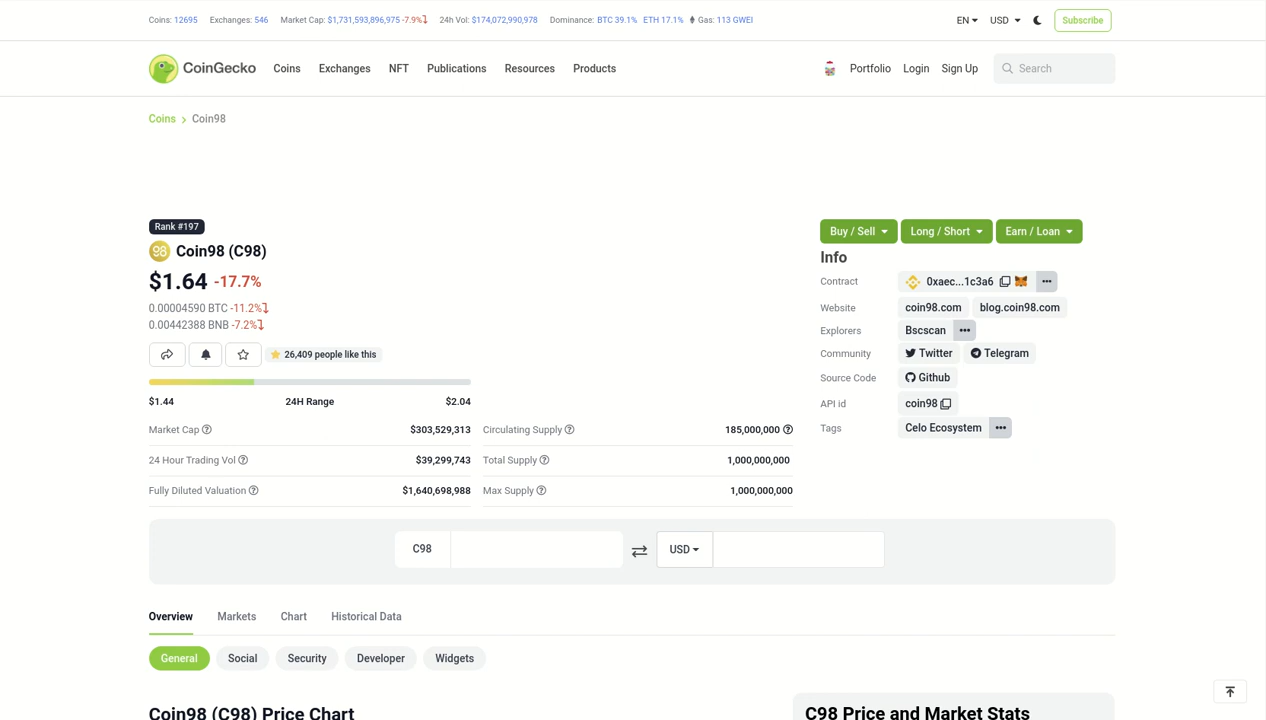 Coins: 12695 Exchanges: 546 Market Cap: $1,731,593,896,975 -7.9% 24h Vol: $174,072,990,978 Dominance: BTC 39.1% ETH 17.1% Gas: 113 GWEI EN USD Subscribe
CoinGecko Coins Exchanges NFT Publications Resources Products Portfolio Login Sign Up Search
Coins Coin98
Rank #197
98 Coin98 (C98)
$1.64 -17.7%
0.00004590 BTC -11.2%
0.00442388 BNB -7.2%
26,409 people like this
$1.44 24H Range $2.04
Market Cap $303,529,313
24 Hour Trading Vol $39,299,743
Fully Diluted Valuation $1,640,698,988
Circulating Supply 185,000,000
Total Supply 1,000,000,000
Max Supply 1,000,000,000
Buy / Sell Long / Short Earn / Loan
Info
Contract 0xaec...1c3a6
Website coin98.com blog.coin98.com
Explorers Bscscan
Community Twitter Telegram
Source Code Github
API id coin98
Tags Celo Ecosystem
C98 USD
Overview Markets Chart Historical Data
General Social Security Developer Widgets
Coin98 (C98) Price Chart
C98 Price and Market Stats